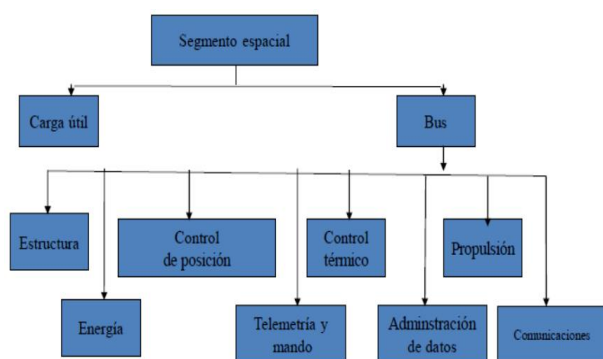 Segmento espacial
Carga útil
Bus
Estructura
Control
de posición
Control
térmico
Propulsión
Energía
Telemetría y
mando
Adminstración
de datos
Comunicaciones